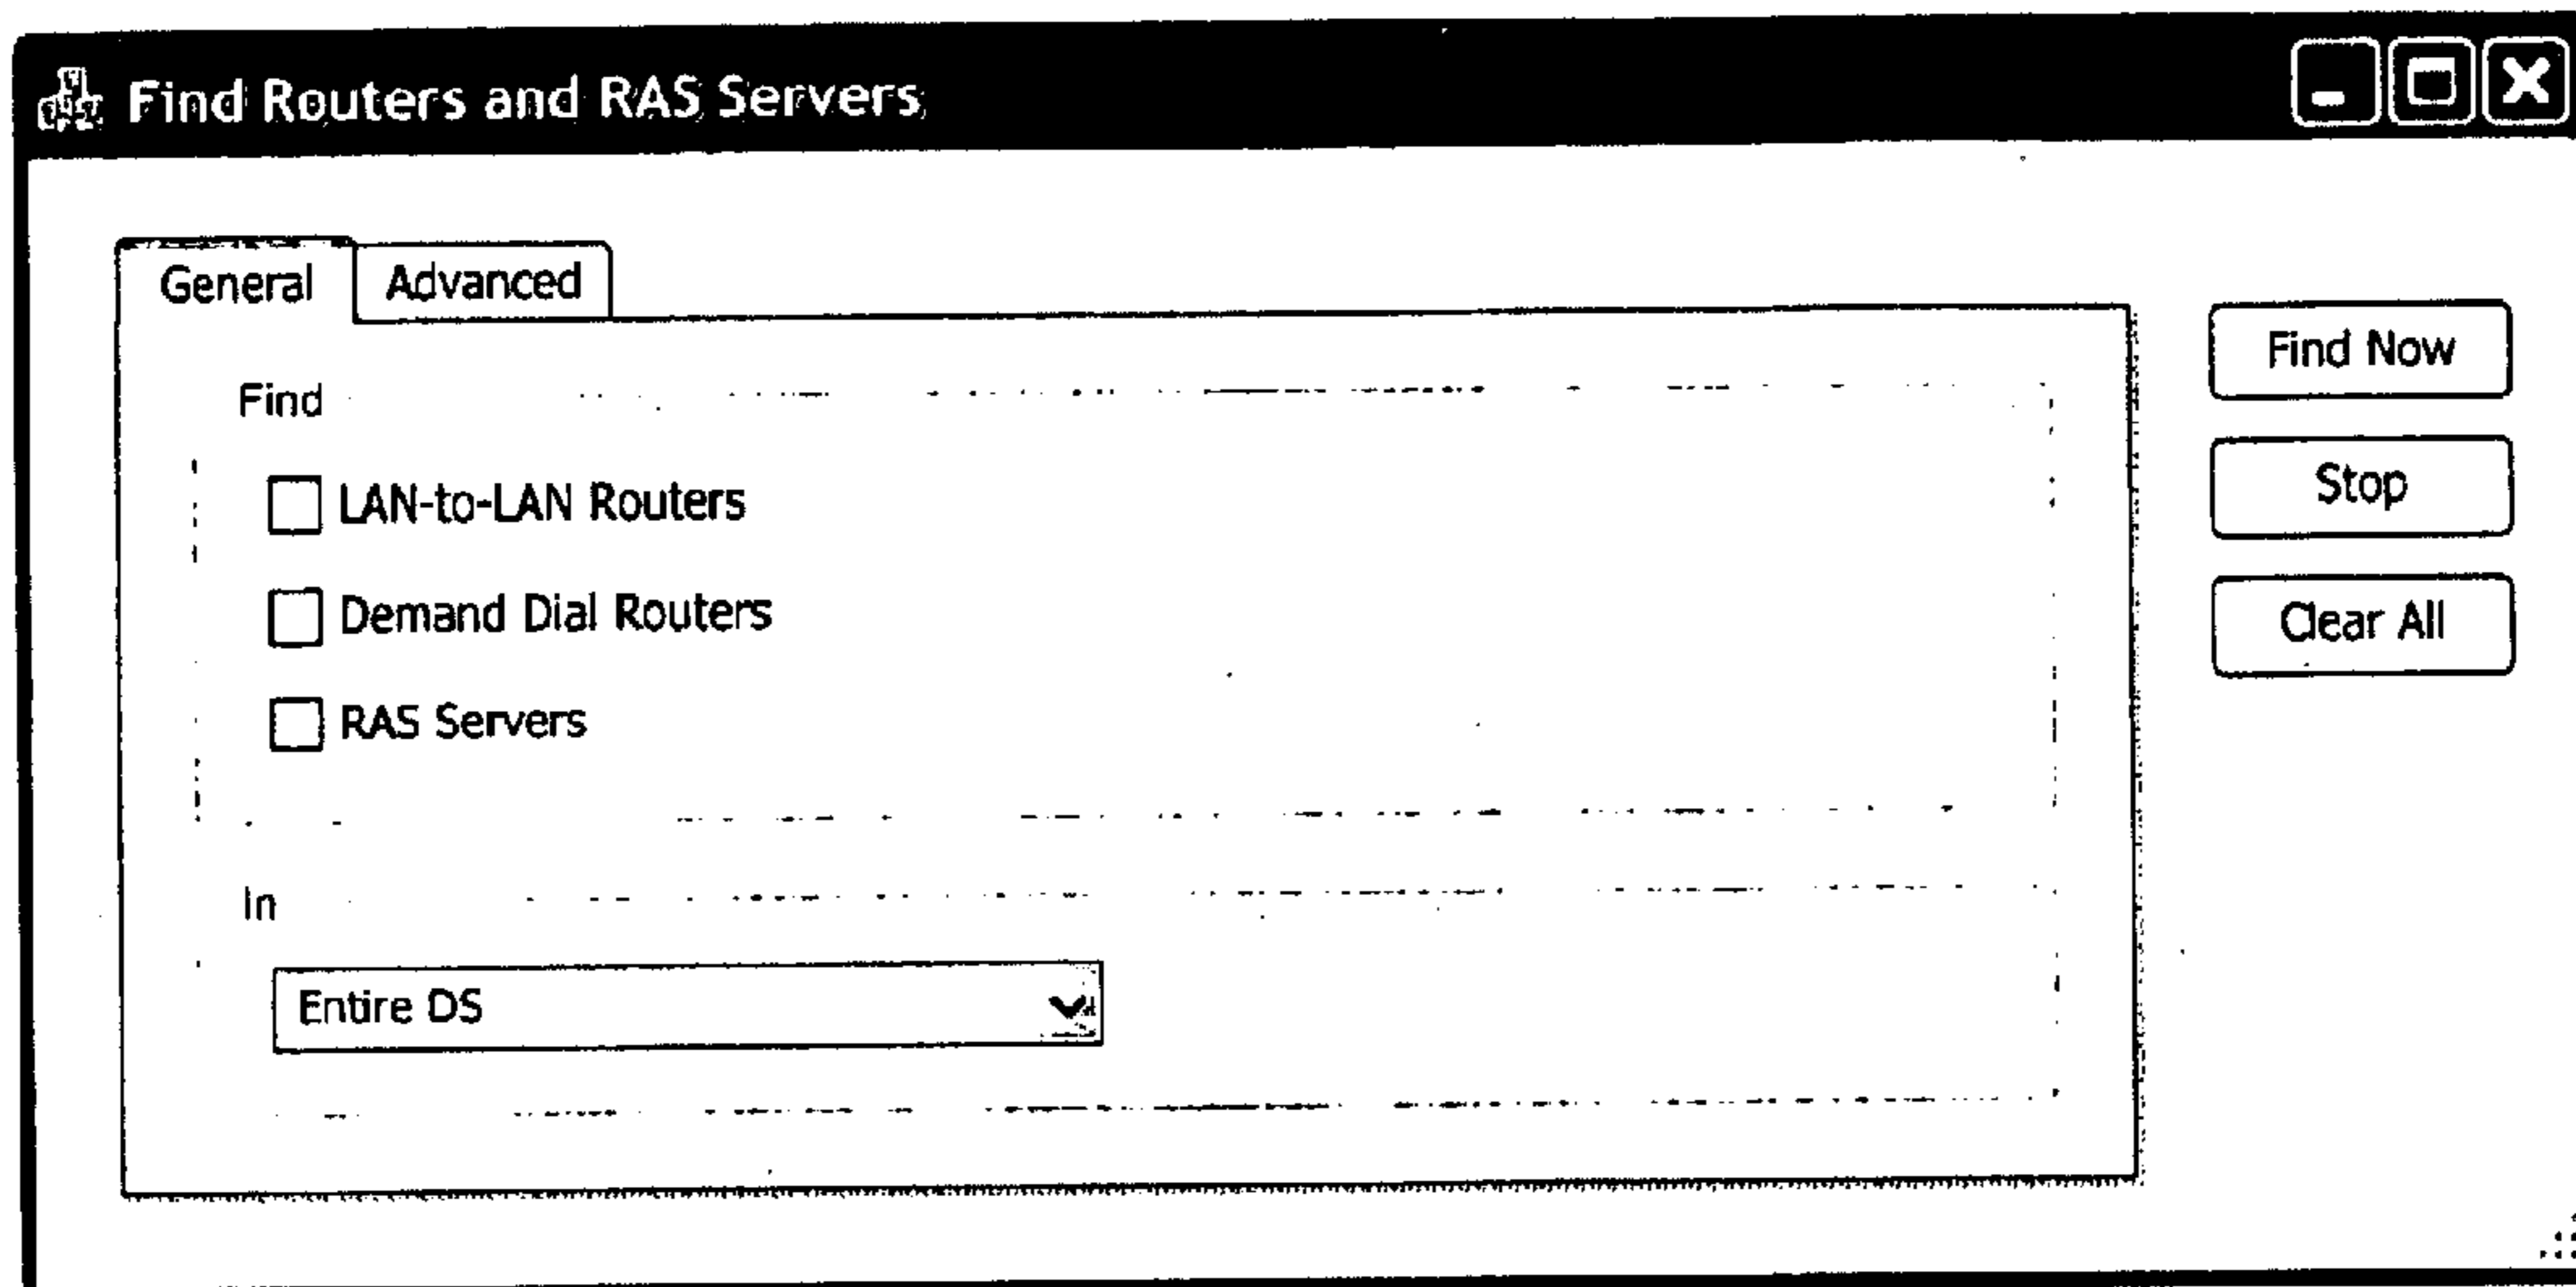 Find Routers and RAS Servers
General Advanced
Find
LAN-to-LAN Routers
Demand Dial Routers
RAS Servers
In
Entire DS
Find Now
Stop
Clear All